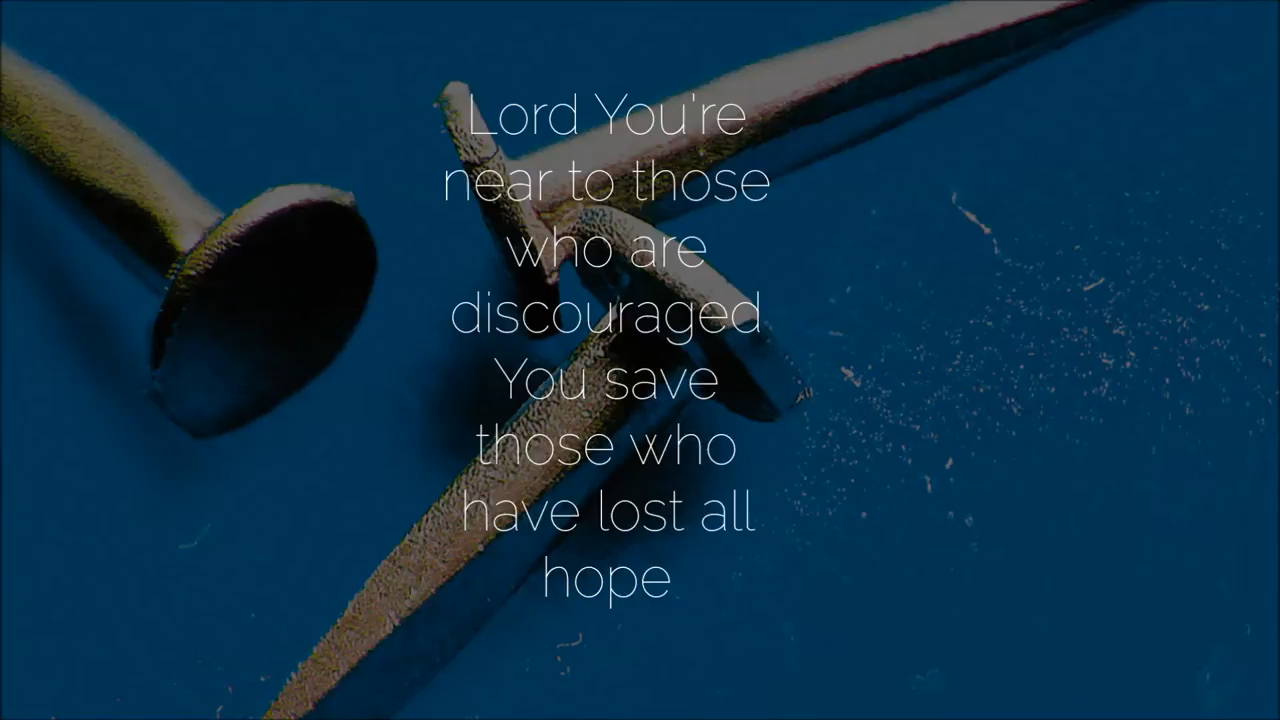 Lord You're
near to those
who are
discouraged
You save
those who
have lost all
hope